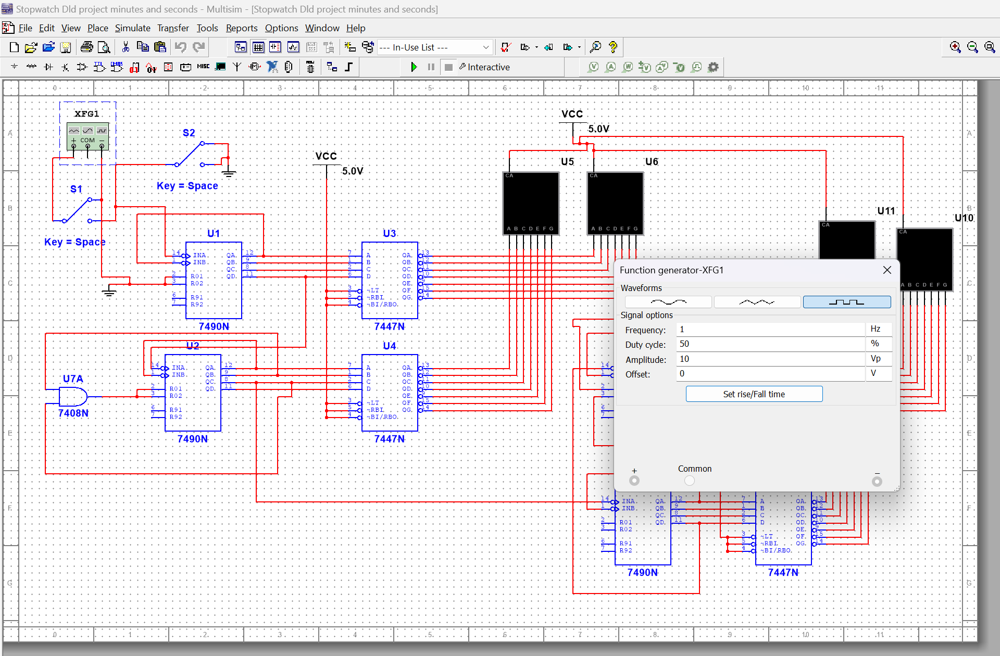 Stopwatch Dld project minutes and seconds - Multisim - [Stopwatch Dld project minutes and seconds]
File Edit View Place Simulate Transfer Tools Reports Options Window Help
--- In-Use List ---
MISC
Interactive
0 1 2 3 4 5 6 7 8 9 10 11
A
B
C
D
E
F
G
XFG1
+ COM −
S2
Key = Space
S1
Key = Space
VCC
5.0V
VCC
5.0V
U5
CA
A B C D E F G
U6
CA
A B C D E F G
U11
CA
U10
CA
A B C D E F G
U1
14 INA QA 12
1 INB QB 9
QC 8
2 R01 QD 11
3 R02
6 R91
7 R92
7490N
U3
7 A OA 13
1 B OB 12
2 C OC 11
6 D OD 10
OE 9
3 ~LT OF 15
5 ~RBI OG 14
4 ~BI/RBO
7447N
U2
14 INA QA 12
1 INB QB 9
QC 8
QD 11
2 R01
3 R02
6 R91
7 R92
7490N
U7A
7408N
U4
7 A OA 13
1 B OB 12
2 C OC 11
6 D OD 10
OE 9
3 ~LT OF 15
5 ~RBI OG 14
4 ~BI/RBO
7447N
14
1
2
3
6
7
Function generator-XFG1
Waveforms
Signal options
Frequency: 1 Hz
Duty cycle: 50 %
Amplitude: 10 Vp
Offset: 0 V
Set rise/Fall time
+ Common −
14 INA QA 12
1 INB QB 9
QC 8
2 R01 QD 11
3 R02
6 R91
7 R92
7490N
7 A OA 13
1 B OB 12
2 C OC 11
6 D OD 10
OE 9
3 ~LT OF 15
5 ~RBI OG 14
4 ~BI/RBO
7447N
A
B
C
D
E
F
G
0 1 2 3 4 5 6 7 8 9 10 11